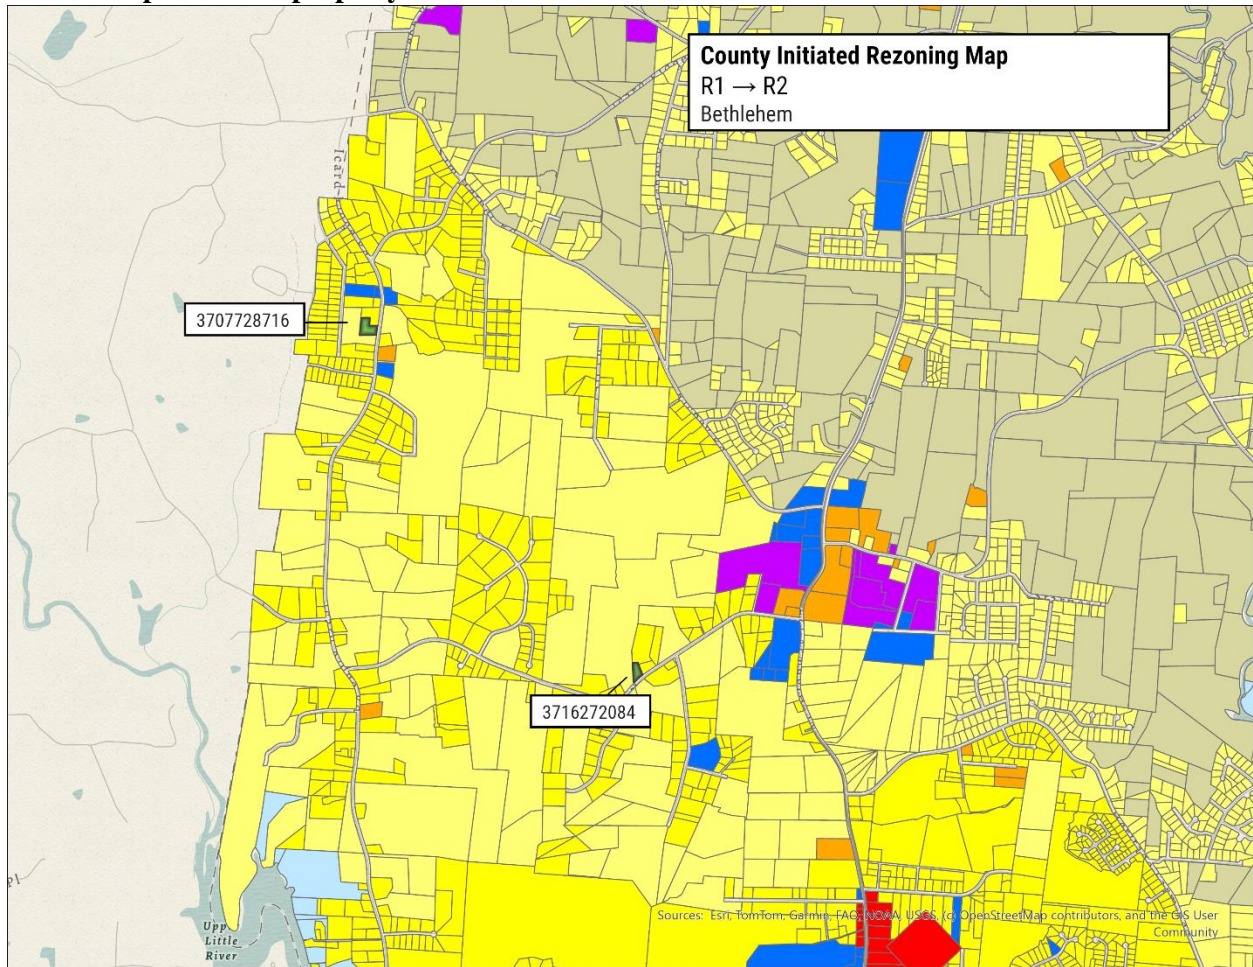 County Initiated Rezoning Map
R1 → R2
Bethlehem
Icard
3707728716
3716272084
Upp
Little
River
Sources: Esri, TomTom, Garmin, FAO, NOAA, USGS, (c) OpenStreetMap contributors, and the GIS User
Community